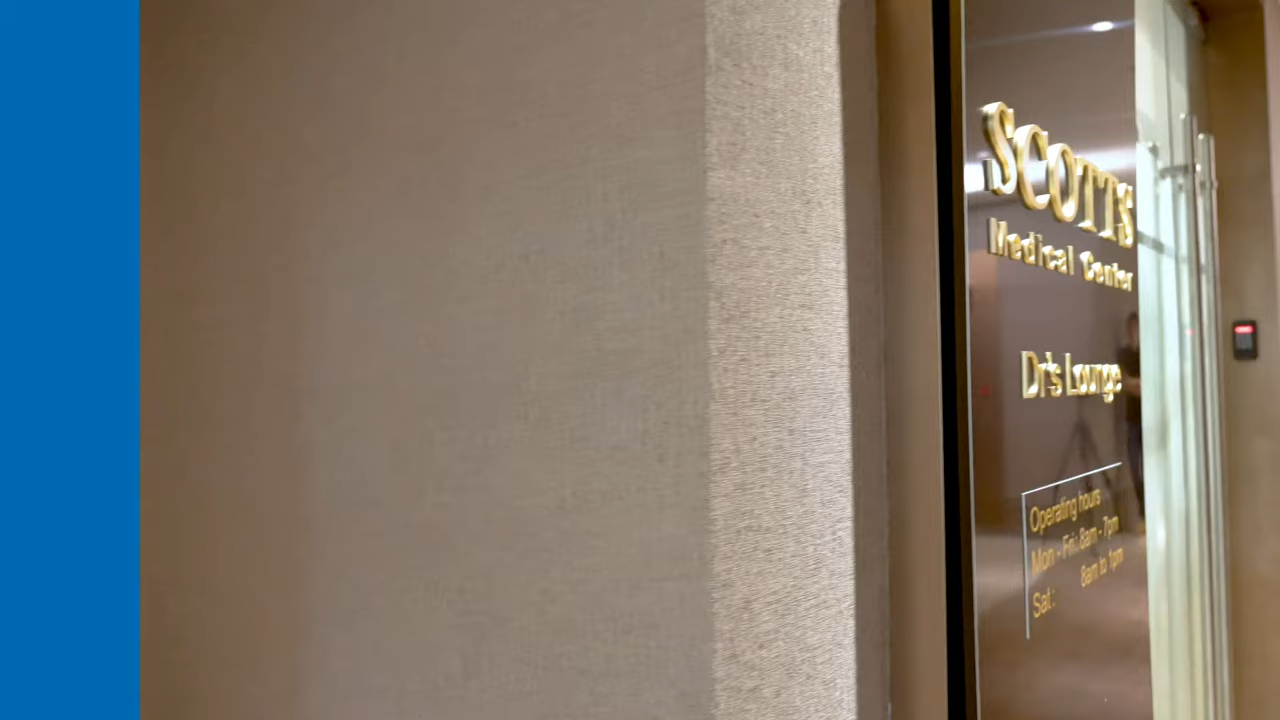 SCOTTS
Medical Center
Dr's Lounge
Operating hours
Mon - Fri: 8am - 7pm
8am to 1pm
Sat: